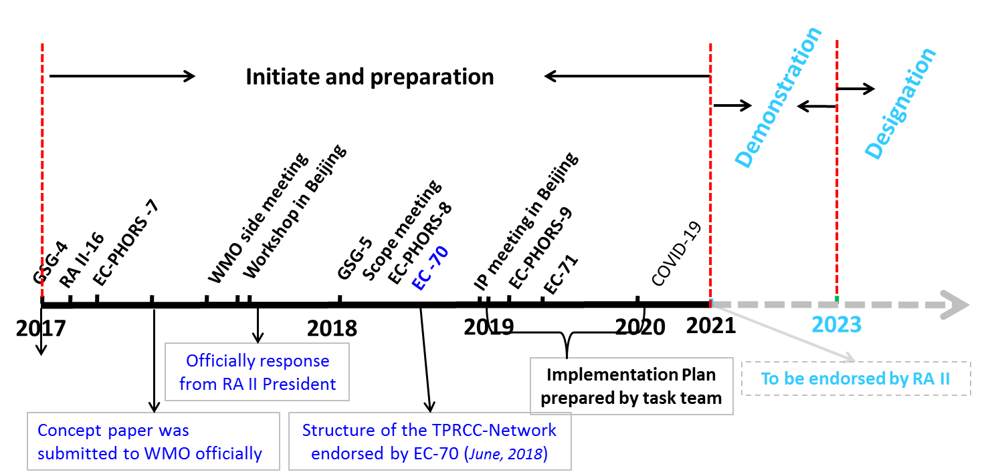 Initiate and preparation
Demonstration
Designation
GSG-4
RA II-16
EC-PHORS -7
WMO side meeting
Workshop in Beijing
GSG-5
Scope meeting
EC-PHORS-8
EC -70
IP meeting in Beijing
EC-PHORS-9
EC-71
COVID-19
2017
2018
2019
2020
2021
2023
Officially response
from RA II President
Implementation Plan
prepared by task team
To be endorsed by RA II
Concept paper was
submitted to WMO officially
Structure of the TPRCC-Network
endorsed by EC-70 (June, 2018)